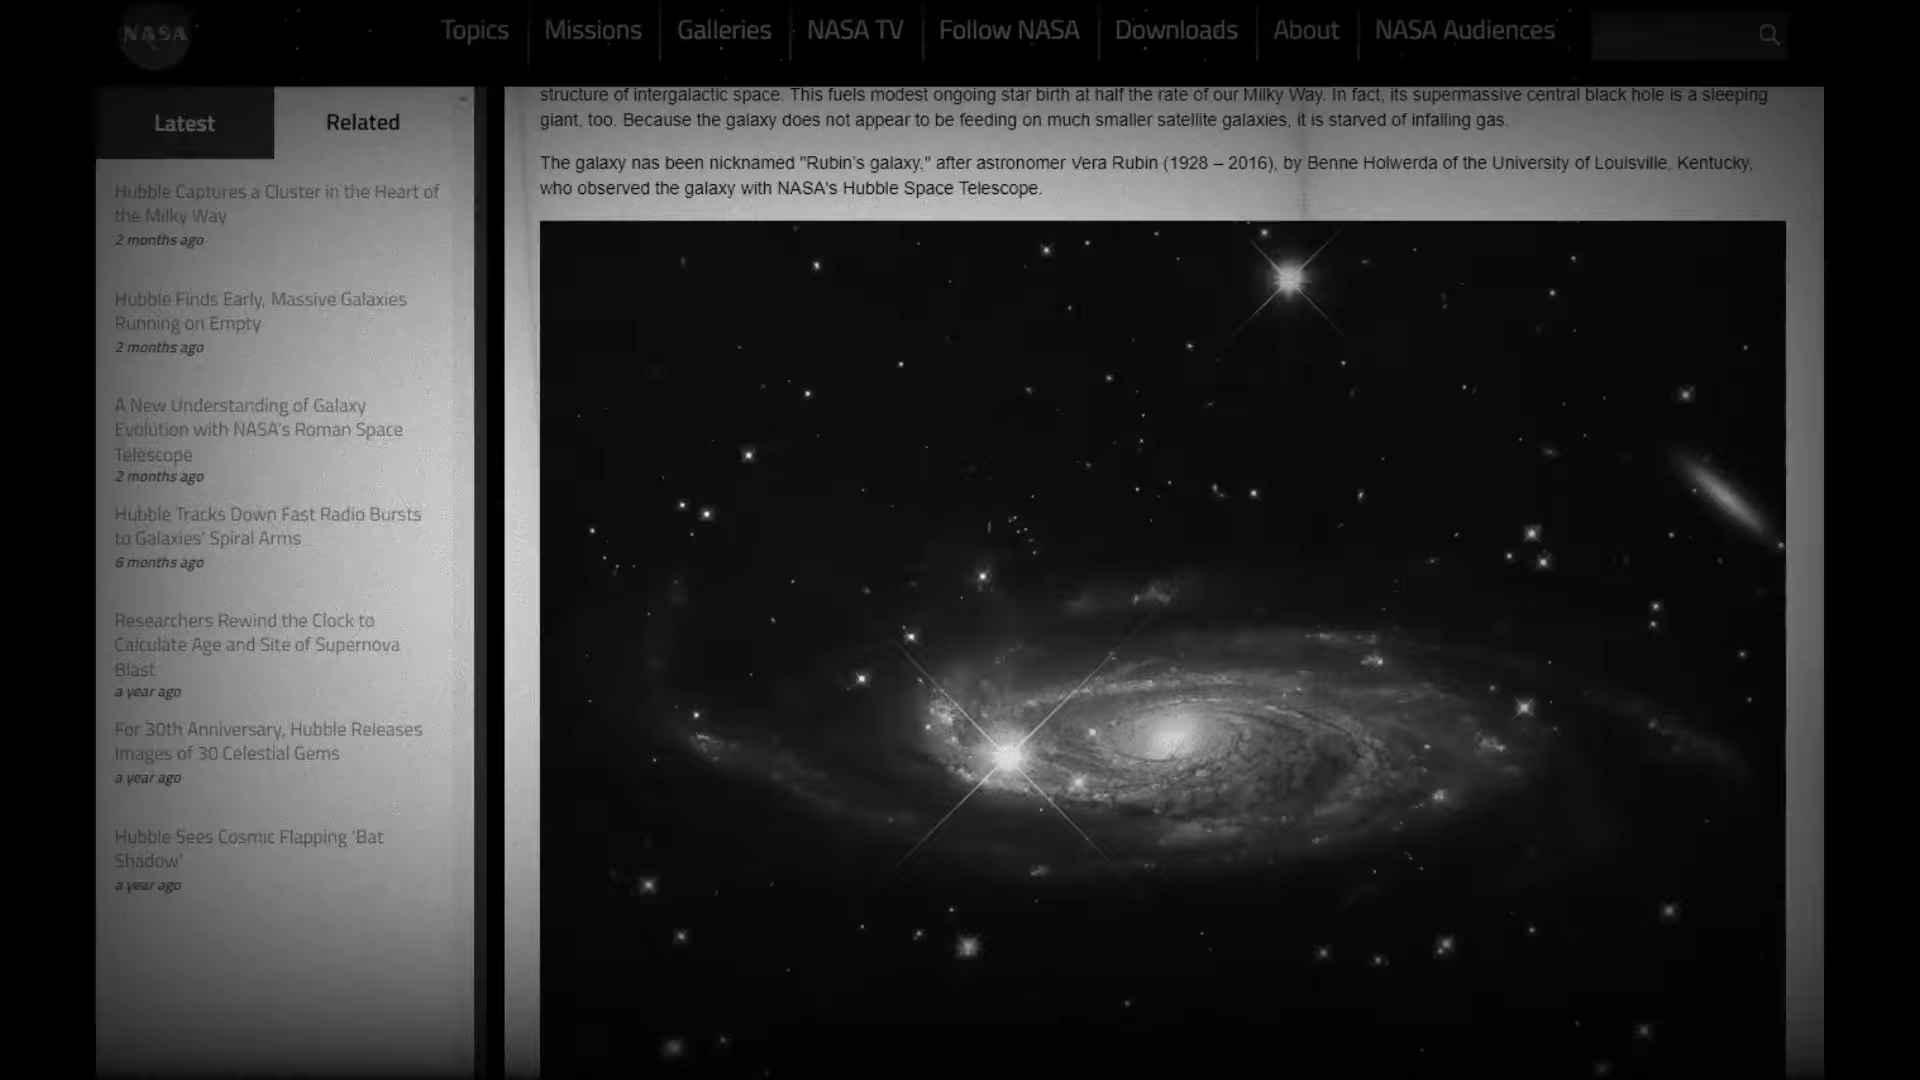 NASA
Topics
Missions
Galleries
NASA TV
Follow NASA
Downloads
About
NASA Audiences
Latest
Related
Hubble Captures a Cluster in the Heart of
the Milky Way
2 months ago
Hubble Finds Early, Massive Galaxies
Running on Empty
2 months ago
A New Understanding of Galaxy
Evolution with NASA's Roman Space
Telescope
2 months ago
Hubble Tracks Down Fast Radio Bursts
to Galaxies' Spiral Arms
6 months ago
Researchers Rewind the Clock to
Calculate Age and Site of Supernova
Blast
a year ago
For 30th Anniversary, Hubble Releases
Images of 30 Celestial Gems
a year ago
Hubble Sees Cosmic Flapping 'Bat
Shadow'
a year ago
structure of intergalactic space. This fuels modest ongoing star birth at half the rate of our Milky Way. In fact, its supermassive central black hole is a sleeping
giant, too. Because the galaxy does not appear to be feeding on much smaller satellite galaxies, it is starved of infalling gas.
The galaxy has been nicknamed "Rubin's galaxy," after astronomer Vera Rubin (1928 – 2016), by Benne Holwerda of the University of Louisville, Kentucky,
who observed the galaxy with NASA's Hubble Space Telescope.